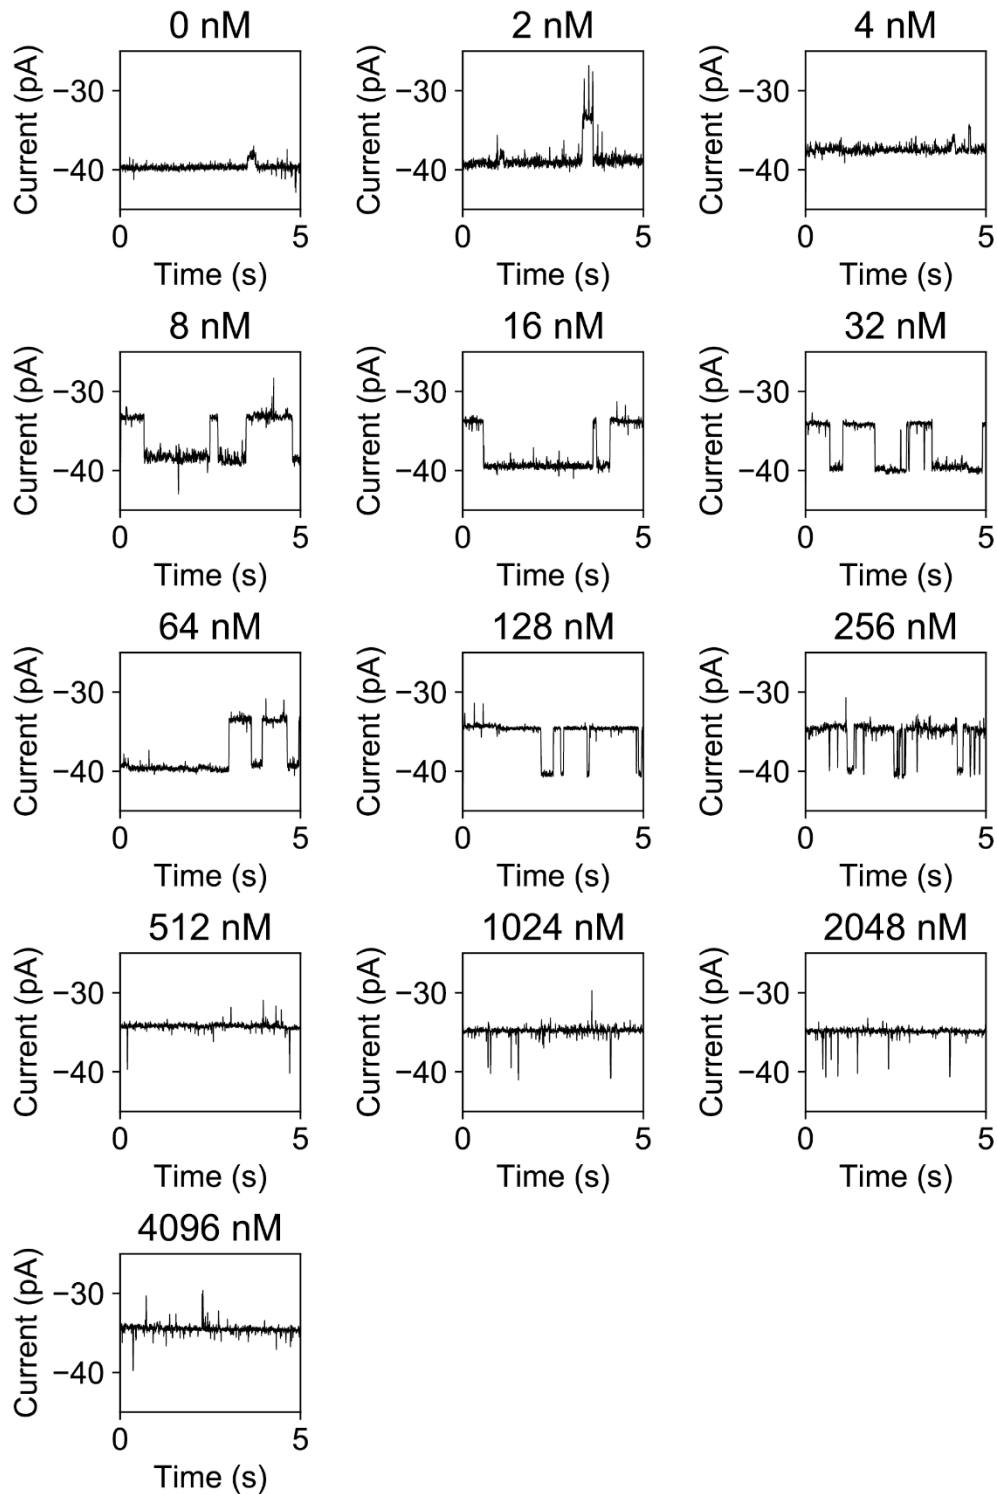 0 nM
2 nM
4 nM
Current (pA)
−30
−40
0
5
Time (s)
Current (pA)
−30
−40
0
5
Time (s)
Current (pA)
−30
−40
0
5
Time (s)
8 nM
16 nM
32 nM
Current (pA)
−30
−40
0
5
Time (s)
Current (pA)
−30
−40
0
5
Time (s)
Current (pA)
−30
−40
0
5
Time (s)
64 nM
128 nM
256 nM
Current (pA)
−30
−40
0
5
Time (s)
Current (pA)
−30
−40
0
5
Time (s)
Current (pA)
−30
−40
0
5
Time (s)
512 nM
1024 nM
2048 nM
Current (pA)
−30
−40
0
5
Time (s)
Current (pA)
−30
−40
0
5
Time (s)
Current (pA)
−30
−40
0
5
Time (s)
4096 nM
Current (pA)
−30
−40
0
5
Time (s)